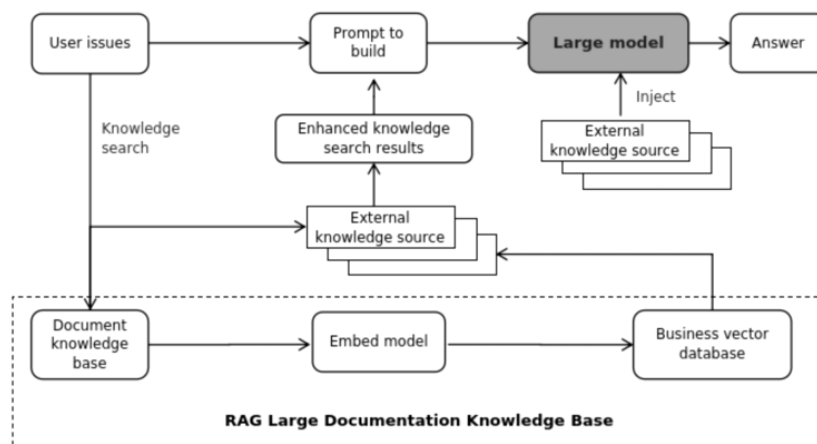 User issues
Prompt to
build
Large model
Answer
Knowledge
search
Inject
Enhanced knowledge
search results
External
knowledge source
External
knowledge source
Document
knowledge
base
Embed model
Business vector
database
RAG Large Documentation Knowledge Base